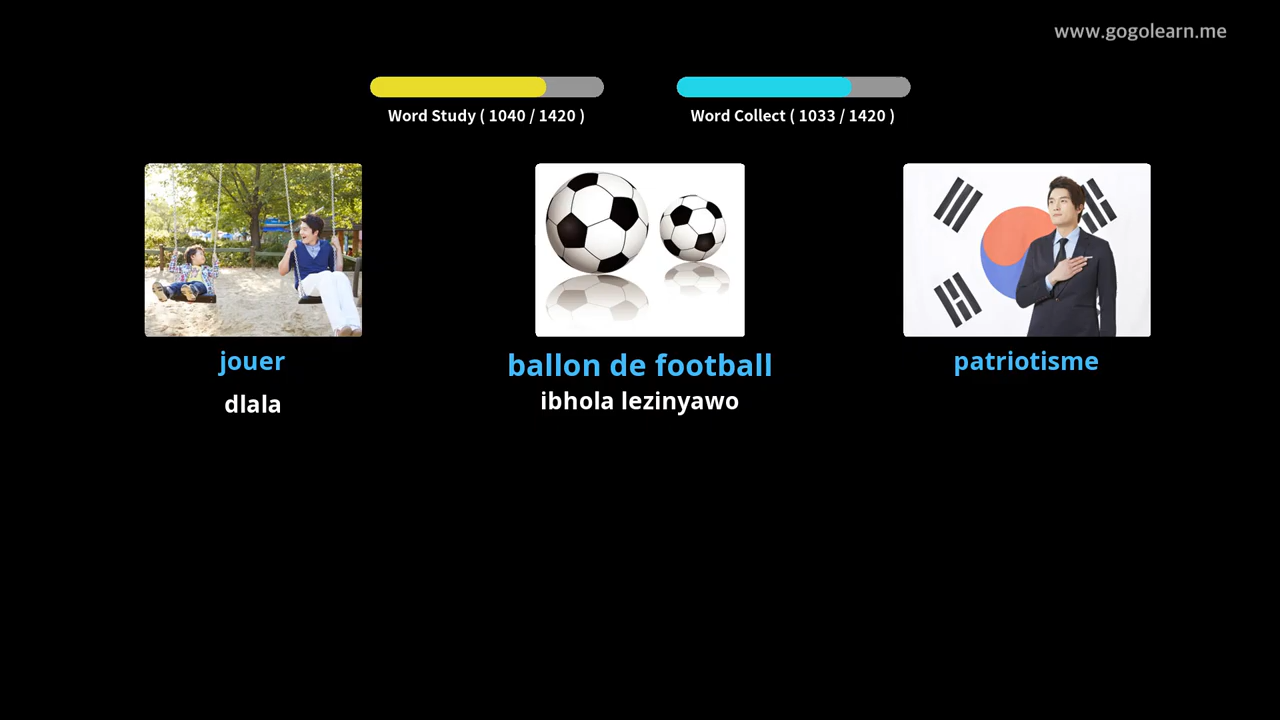 www.gogolearn.me
Word Study ( 1040 / 1420 )
Word Collect ( 1033 / 1420 )
jouer
ballon de football
patriotisme
dlala
ibhola lezinyawo